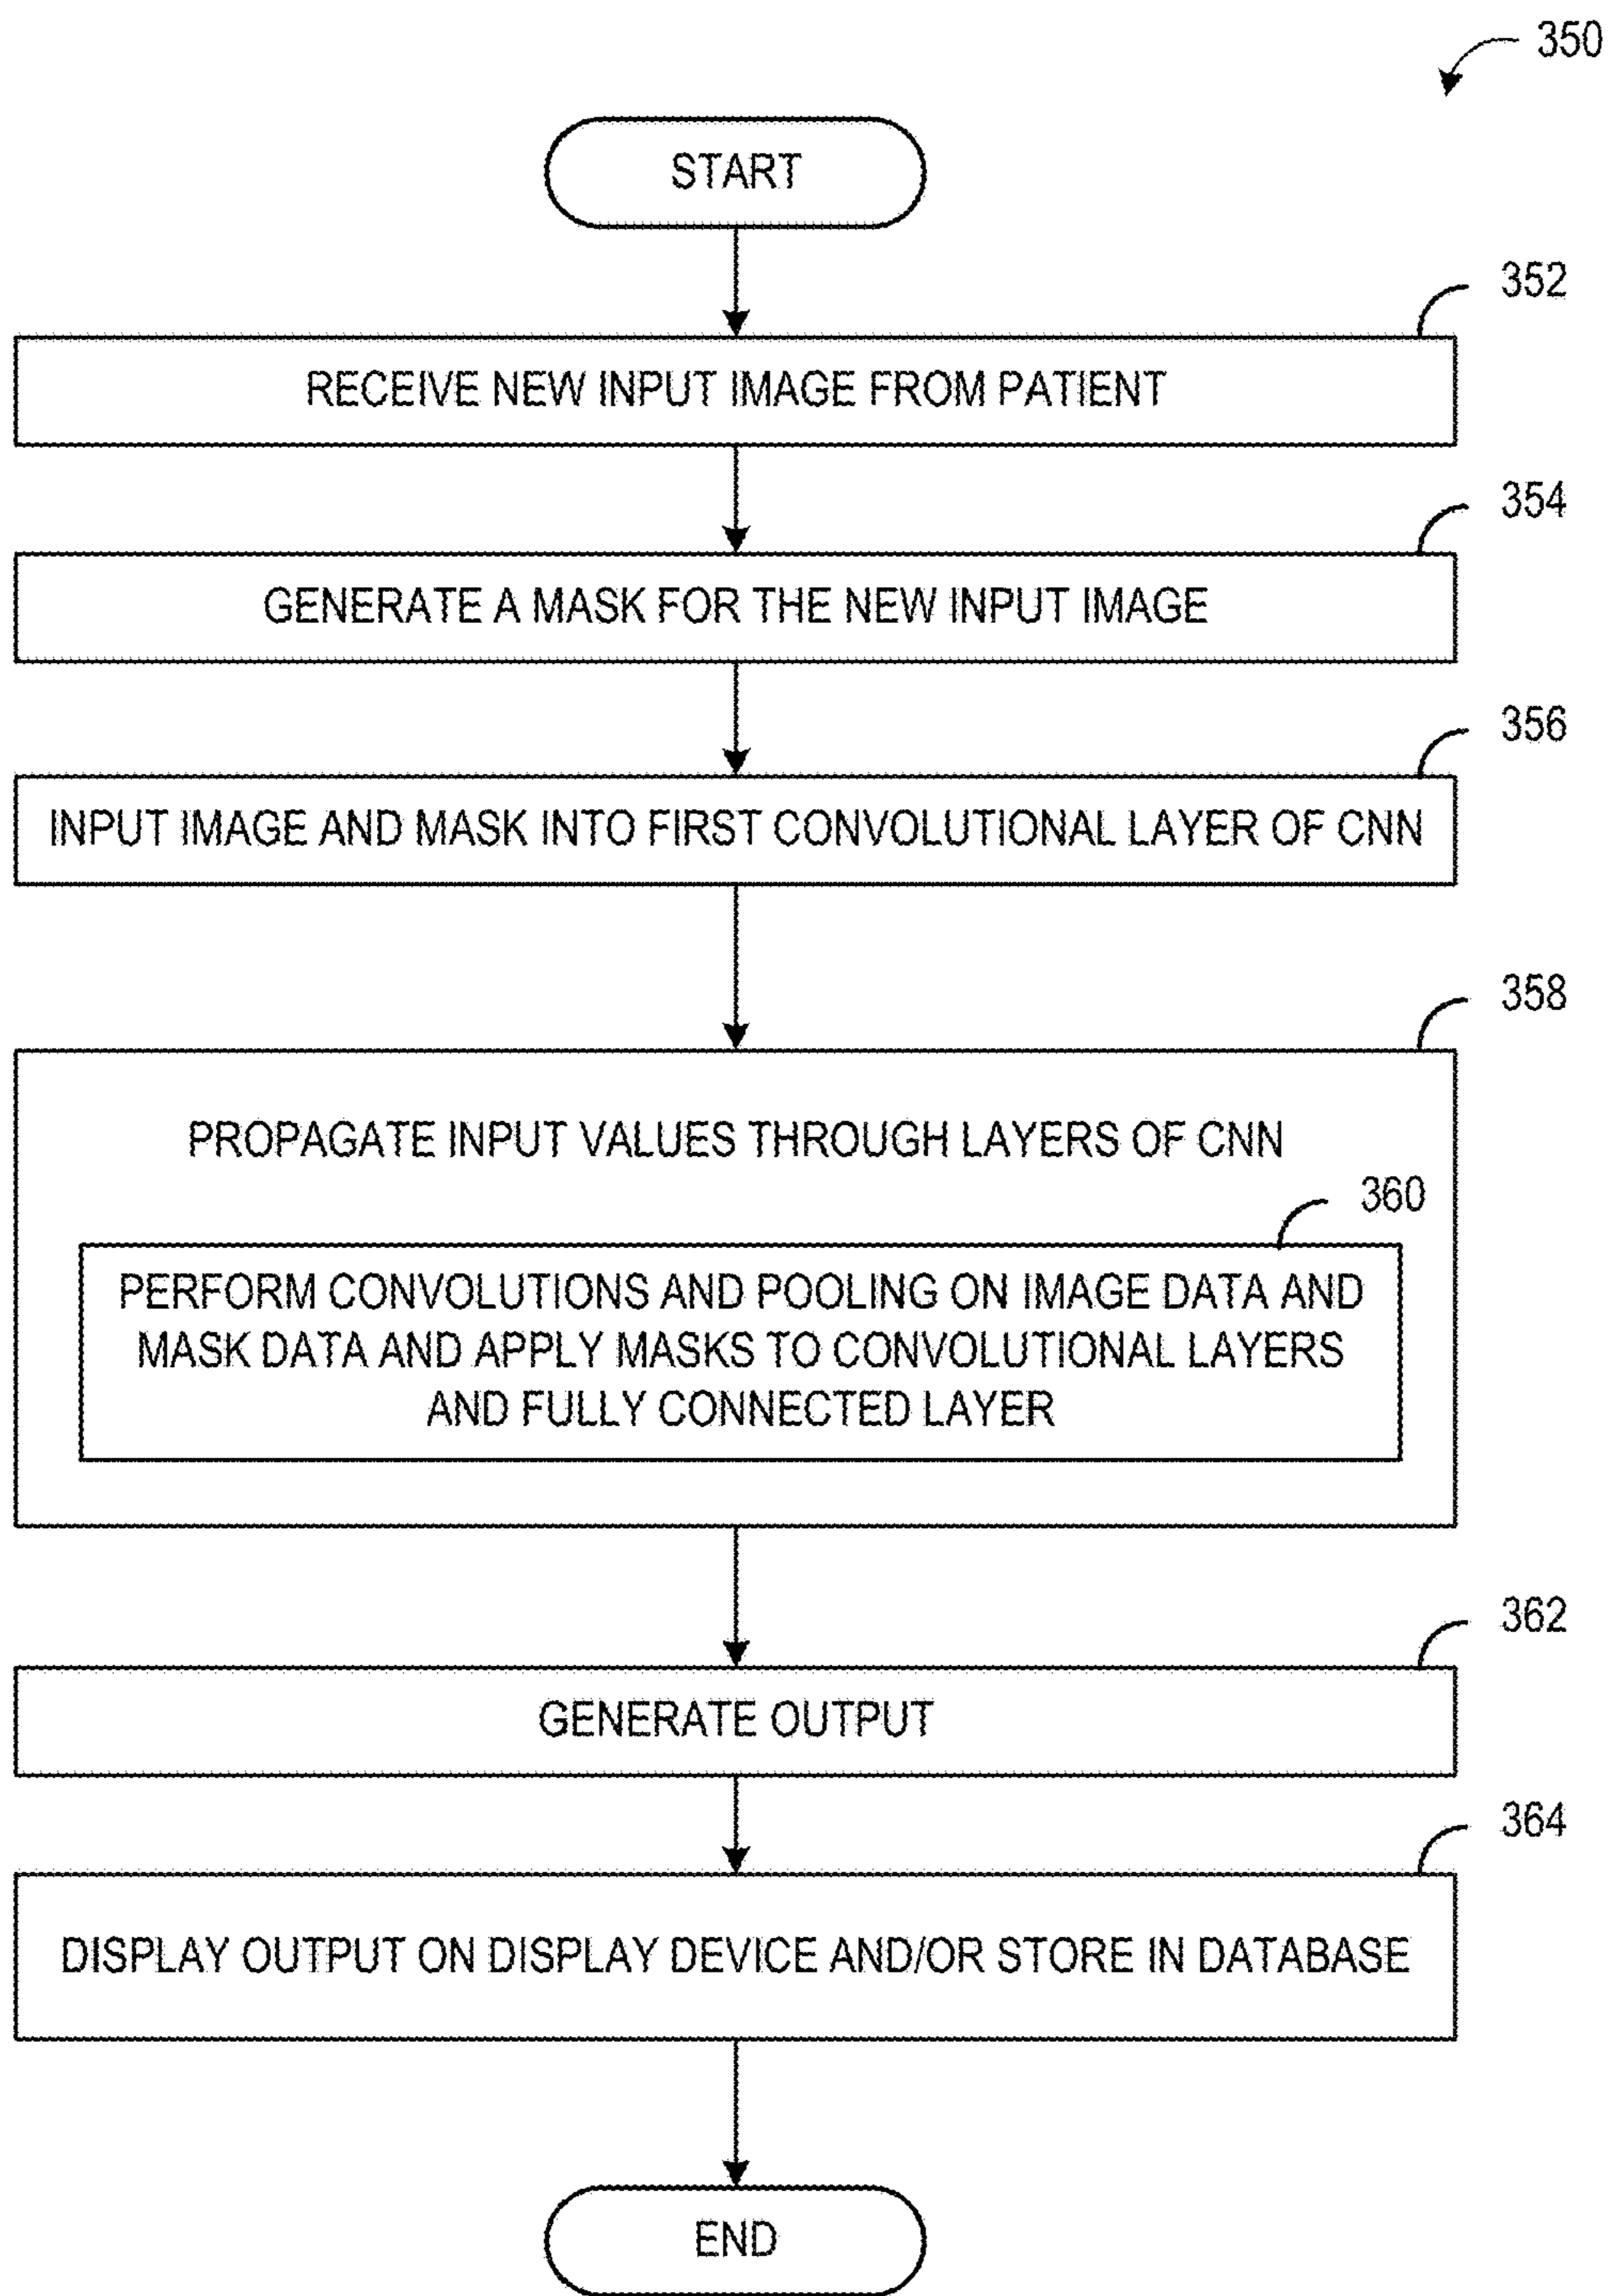 350
START
352
RECEIVE NEW INPUT IMAGE FROM PATIENT
354
GENERATE A MASK FOR THE NEW INPUT IMAGE
356
INPUT IMAGE AND MASK INTO FIRST CONVOLUTIONAL LAYER OF CNN
358
PROPAGATE INPUT VALUES THROUGH LAYERS OF CNN
360
PERFORM CONVOLUTIONS AND POOLING ON IMAGE DATA AND
MASK DATA AND APPLY MASKS TO CONVOLUTIONAL LAYERS
AND FULLY CONNECTED LAYER
362
GENERATE OUTPUT
364
DISPLAY OUTPUT ON DISPLAY DEVICE AND/OR STORE IN DATABASE
END